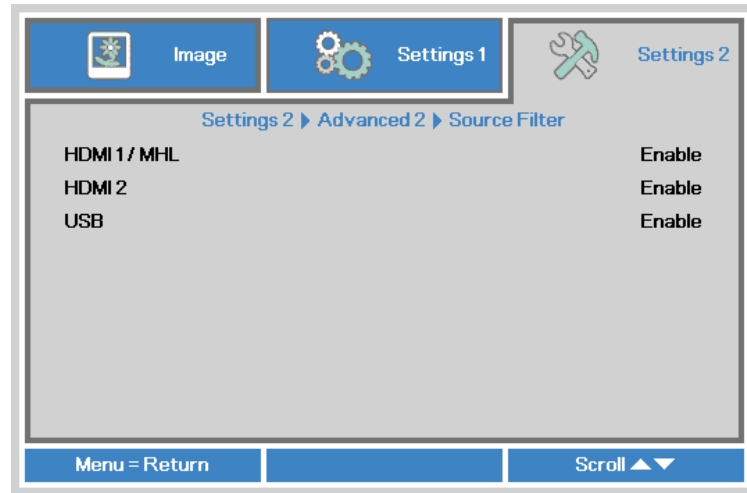 Image
Settings 1
Settings 2
Settings 2 ▶ Advanced 2 ▶ Source Filter
HDMI 1 / MHL Enable
HDMI 2 Enable
USB Enable
Menu = Return
Scroll ▲▼